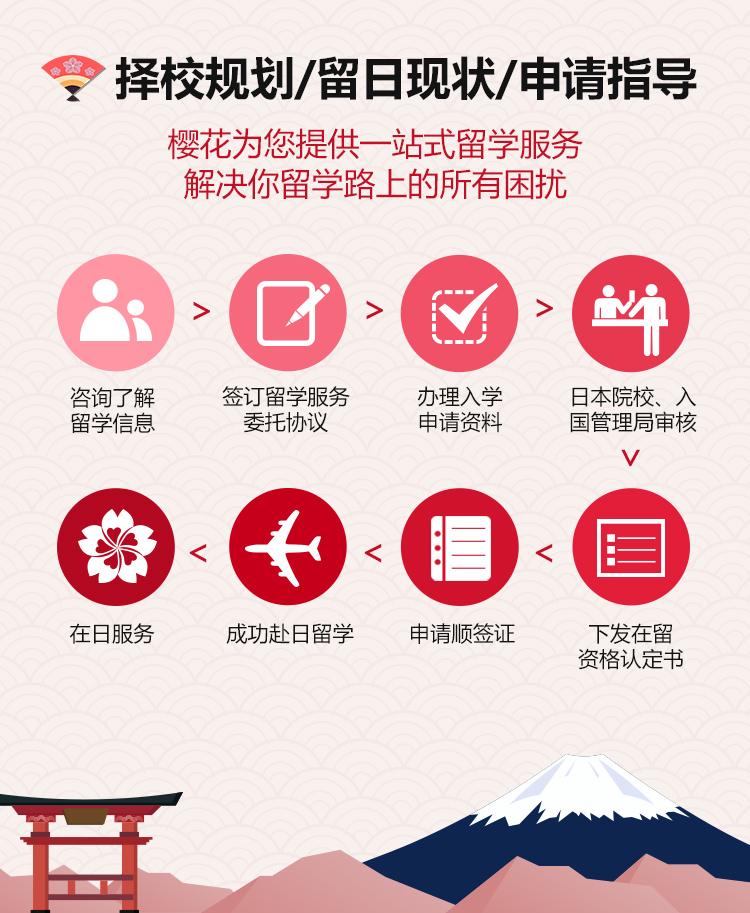 择校规划/留日现状/申请指导
樱花为您提供一站式留学服务
解决你留学路上的所有困扰
咨询了解
留学信息
签订留学服务
委托协议
办理入学
申请资料
日本院校、入
国管理局审核
下发在留
资格认定书
申请顺签证
成功赴日留学
在日服务